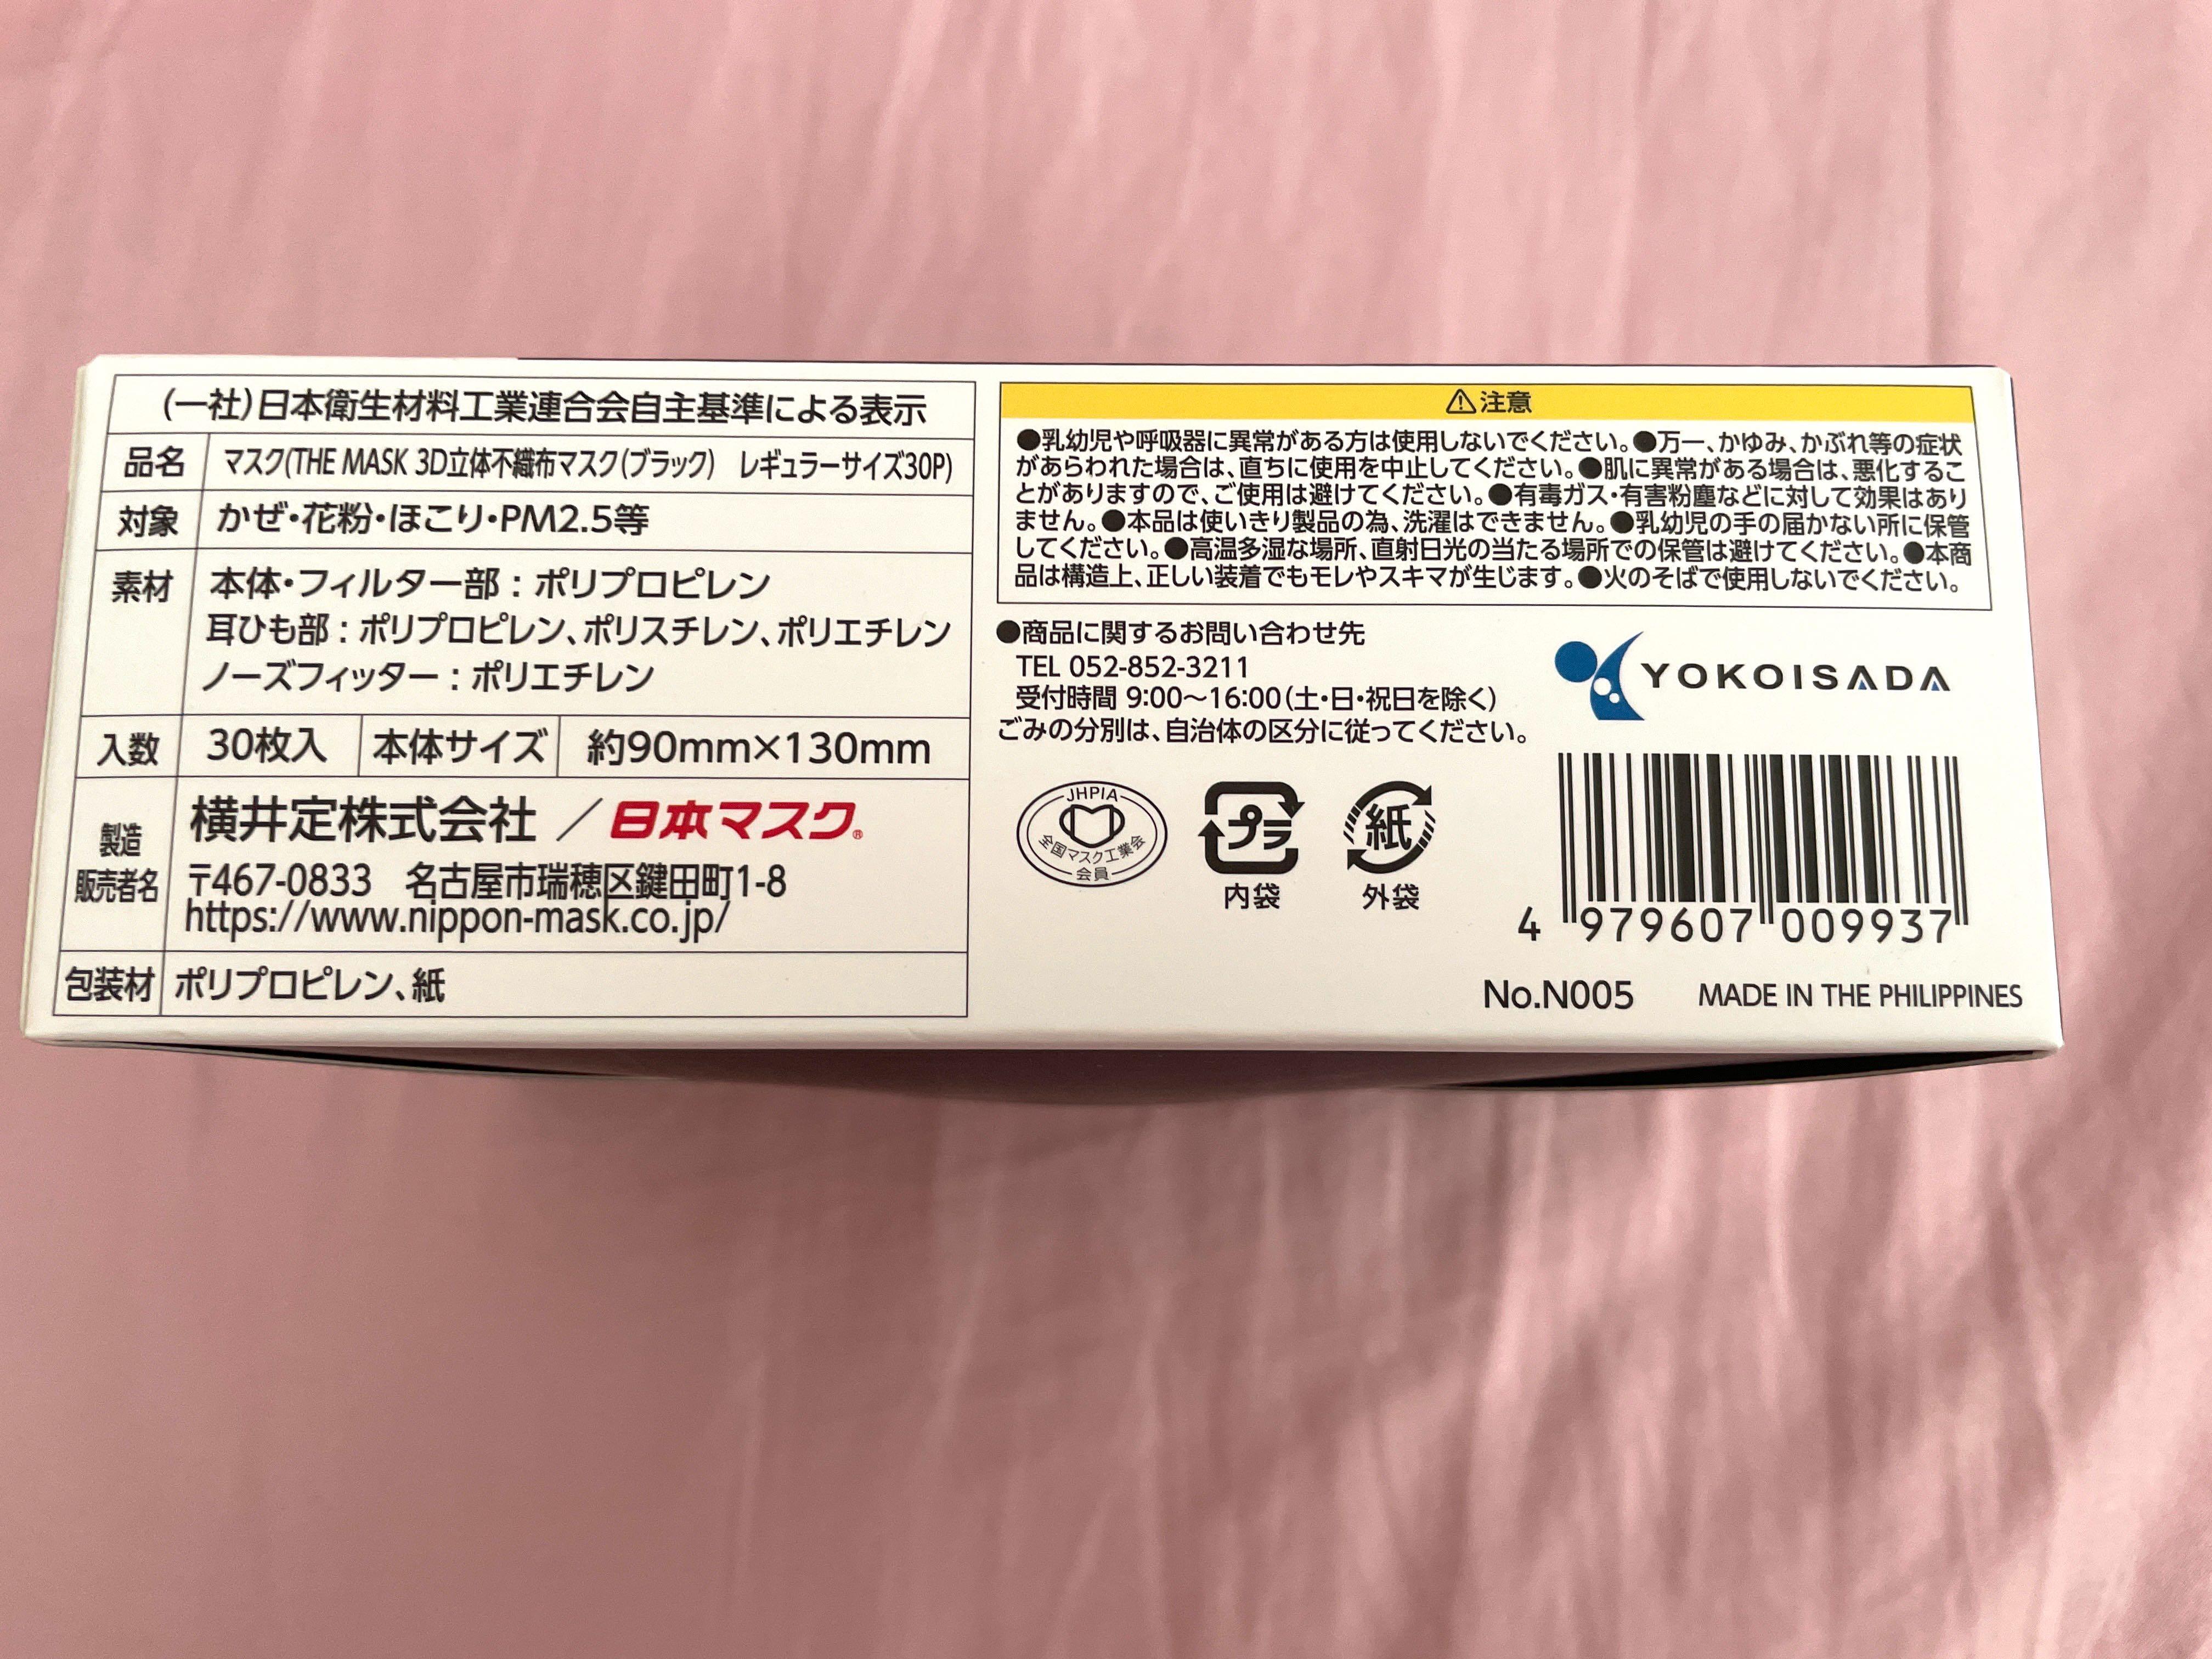 (一社)日本衛生材料工業連合会自主基準による表示
品名 マスク(THE MASK 3D立体不織布マスク(ブラック) レギュラーサイズ30P)
対象 かぜ・花粉・ほこり・PM2.5等
素材 本体・フィルター部：ポリプロピレン
耳ひも部：ポリプロピレン、ポリスチレン、ポリエチレン
ノーズフィッター：ポリエチレン
入数 30枚入 本体サイズ 約90mm×130mm
製造
販売者名
横井定株式会社 ／日本マスク®
〒467-0833 名古屋市瑞穂区鍵田町1-8
https://www.nippon-mask.co.jp/
包装材 ポリプロピレン、紙
⚠注意
●乳幼児や呼吸器に異常がある方は使用しないでください。●万一、かゆみ、かぶれ等の症状
があらわれた場合は、直ちに使用を中止してください。●肌に異常がある場合は、悪化するこ
とがありますので、ご使用は避けてください。●有毒ガス・有害粉塵などに対して効果はあり
ません。●本品は使いきり製品の為、洗濯はできません。●乳幼児の手の届かない所に保管
してください。●高温多湿な場所、直射日光の当たる場所での保管は避けてください。●本商
品は構造上、正しい装着でもモレやスキマが生じます。●火のそばで使用しないでください。
●商品に関するお問い合わせ先
TEL 052-852-3211
受付時間 9:00〜16:00(土・日・祝日を除く)
ごみの分別は、自治体の区分に従ってください。
YOKOISADA
JHPIA
全国マスク工業会
会員
プラ
内袋
紙
外袋
4 979607 009937
No.N005 MADE IN THE PHILIPPINES